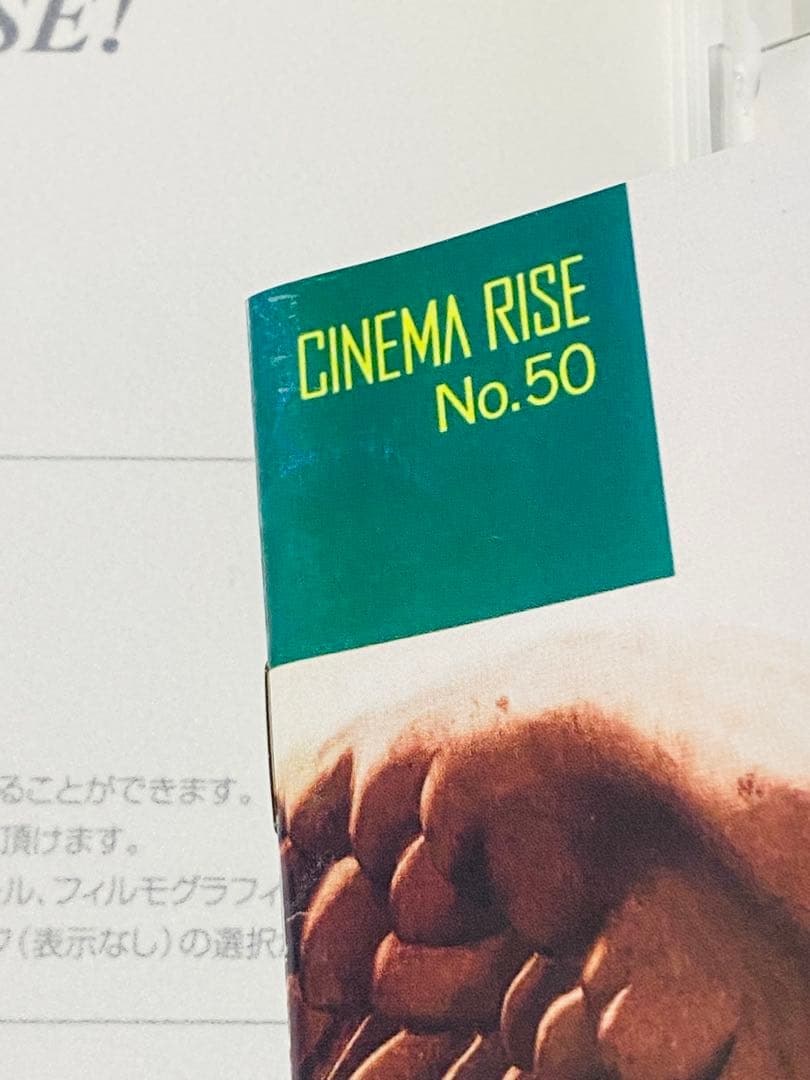 SE!
CINEMA RISE
No.50
ることができます。
頂けます。
ル、フィルモグラフィ
(表示なし)の選択